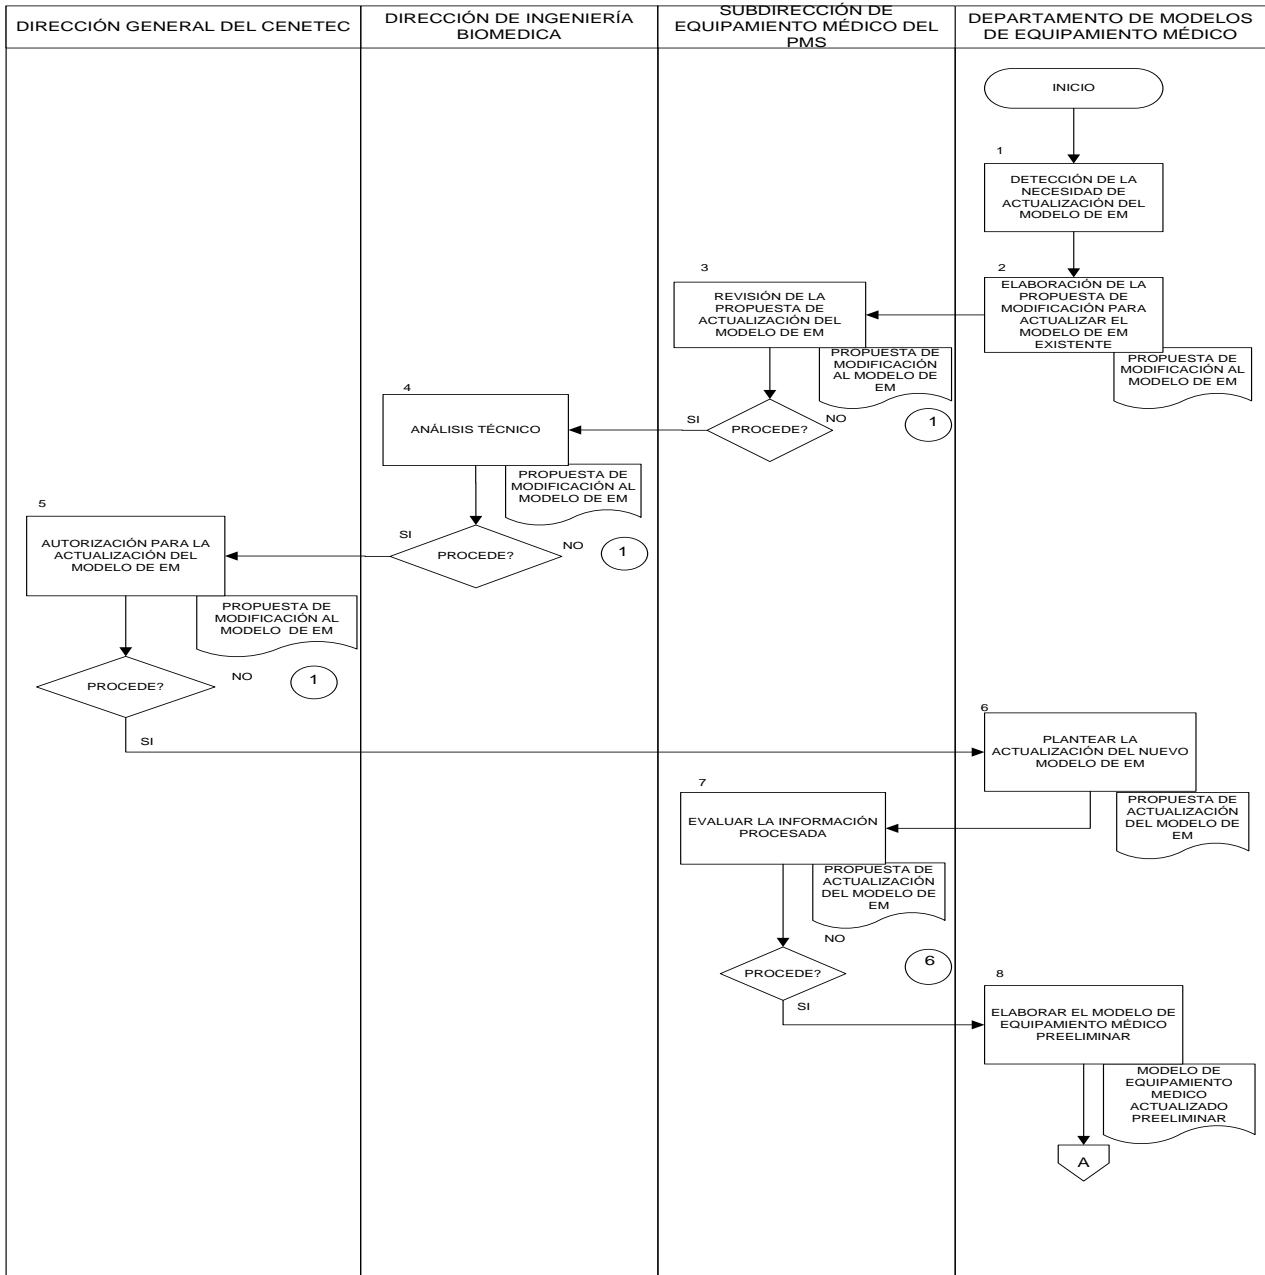 DIRECCIÓN GENERAL DEL CENETEC
DIRECCIÓN DE INGENIERÍA
BIOMEDICA
SUBDIRECCIÓN DE
EQUIPAMIENTO MÉDICO DEL
PMS
DEPARTAMENTO DE MODELOS
DE EQUIPAMIENTO MÉDICO
INICIO
1
DETECCIÓN DE LA
NECESIDAD DE
ACTUALIZACIÓN DEL
MODELO DE EM
2
ELABORACIÓN DE LA
PROPUESTA DE
MODIFICACIÓN PARA
ACTUALIZAR EL
MODELO DE EM
EXISTENTE
PROPUESTA DE
MODIFICACIÓN AL
MODELO DE EM
3
REVISIÓN DE LA
PROPUESTA DE
ACTUALIZACIÓN DEL
MODELO DE EM
PROPUESTA DE
MODIFICACIÓN
AL MODELO DE
EM
PROCEDE?
SI
NO
1
4
ANÁLISIS TÉCNICO
PROPUESTA DE
MODIFICACIÓN AL
MODELO DE EM
PROCEDE?
SI
NO
1
5
AUTORIZACIÓN PARA LA
ACTUALIZACIÓN DEL
MODELO DE EM
PROPUESTA DE
MODIFICACIÓN AL
MODELO DE EM
PROCEDE?
NO
1
SI
6
PLANTEAR LA
ACTUALIZACIÓN DEL NUEVO
MODELO DE EM
PROPUESTA DE
ACTUALIZACIÓN
DEL MODELO DE
EM
7
EVALUAR LA INFORMACIÓN
PROCESADA
PROPUESTA DE
ACTUALIZACIÓN
DEL MODELO DE
EM
NO
6
PROCEDE?
SI
8
ELABORAR EL MODELO DE
EQUIPAMIENTO MÉDICO
PREELIMINAR
MODELO DE
EQUIPAMIENTO
MEDICO
ACTUALIZADO
PREELIMINAR
A